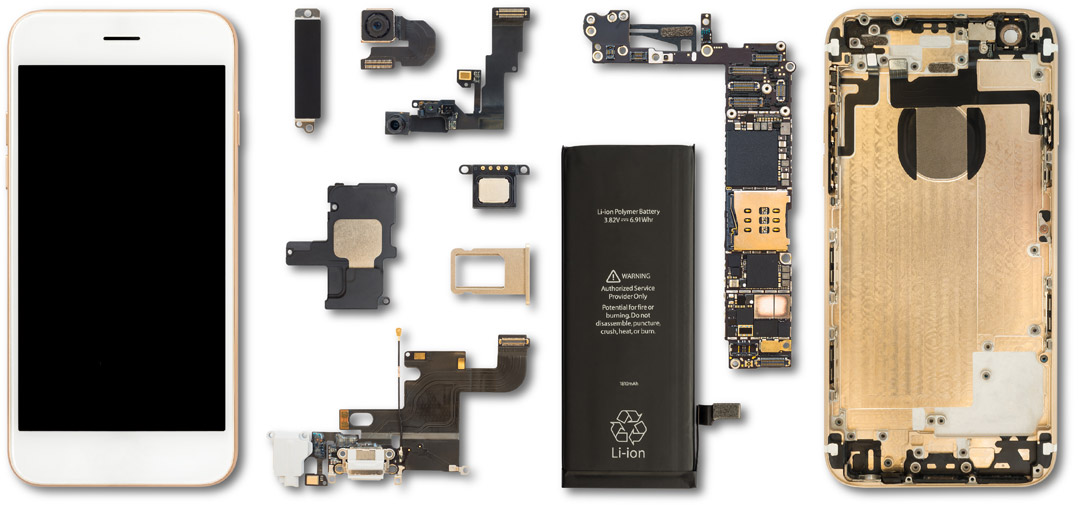 Li-ion Polymer Battery
3.82V ⎓ 6.91Whr
WARNING
Authorized Service
Provider Only
Potential for fire or
burning. Do not
disassemble, puncture,
crush, heat, or burn.
1810mAh
Li-ion